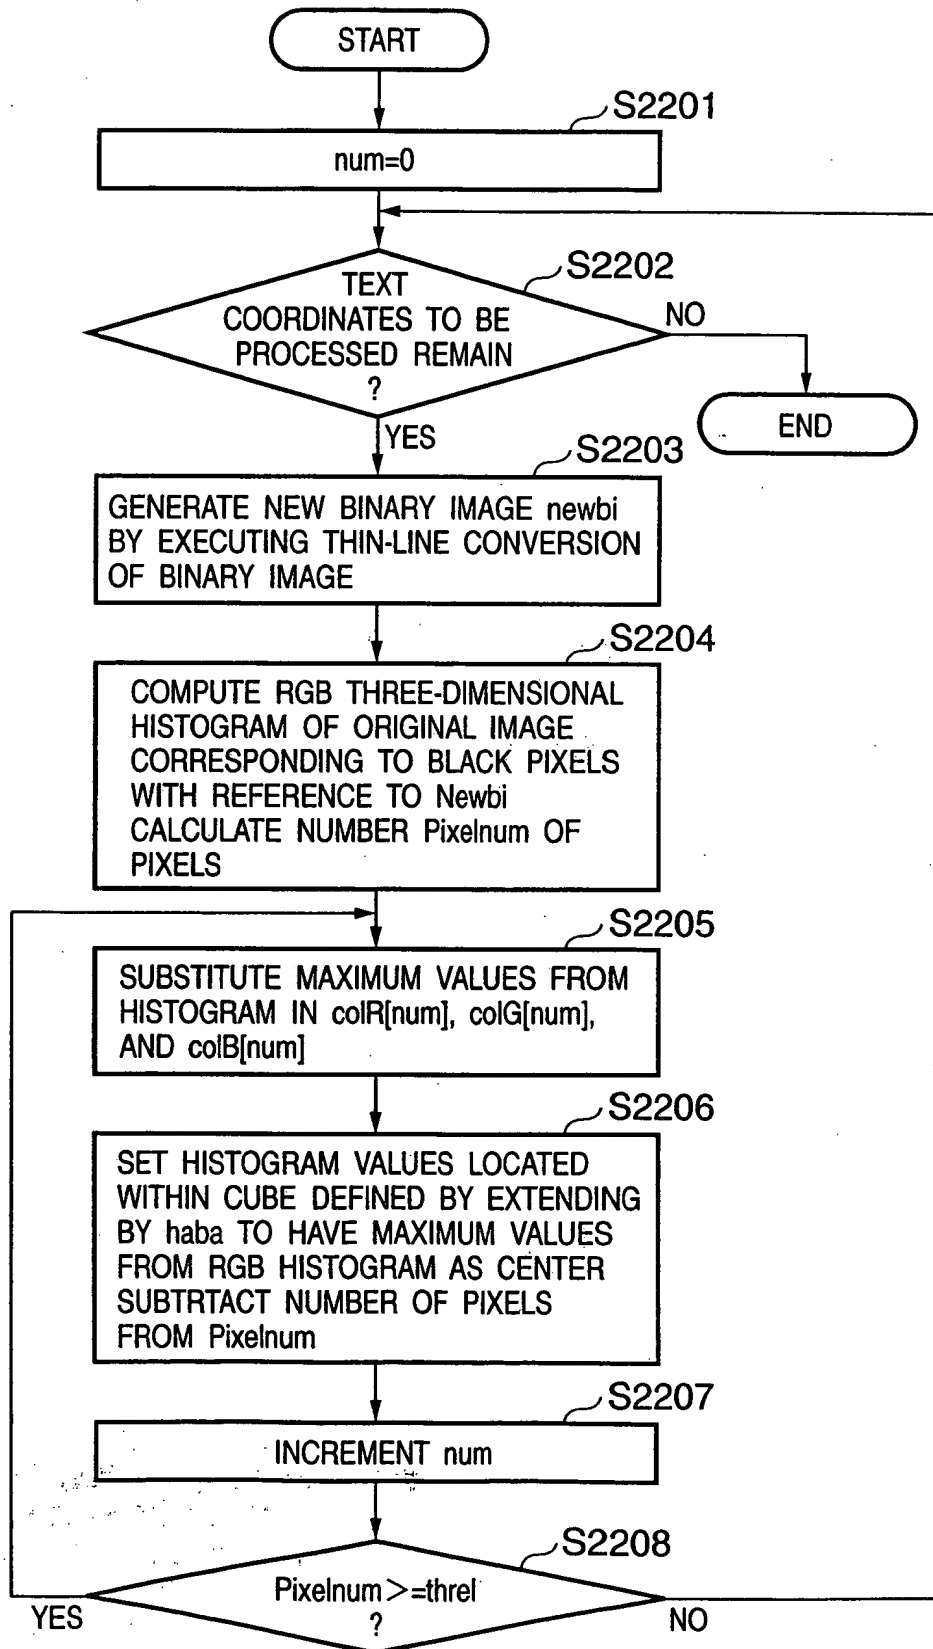 START
S2201
num=0
S2202
TEXT
COORDINATES TO BE
PROCESSED REMAIN
?
NO
END
YES
S2203
GENERATE NEW BINARY IMAGE newbi
BY EXECUTING THIN-LINE CONVERSION
OF BINARY IMAGE
S2204
COMPUTE RGB THREE-DIMENSIONAL
HISTOGRAM OF ORIGINAL IMAGE
CORRESPONDING TO BLACK PIXELS
WITH REFERENCE TO Newbi
CALCULATE NUMBER Pixelnum OF
PIXELS
S2205
SUBSTITUTE MAXIMUM VALUES FROM
HISTOGRAM IN colR[num], colG[num],
AND colB[num]
S2206
SET HISTOGRAM VALUES LOCATED
WITHIN CUBE DEFINED BY EXTENDING
BY haba TO HAVE MAXIMUM VALUES
FROM RGB HISTOGRAM AS CENTER
SUBTRTACT NUMBER OF PIXELS
FROM Pixelnum
S2207
INCREMENT num
S2208
Pixelnum>=threl
?
YES
NO